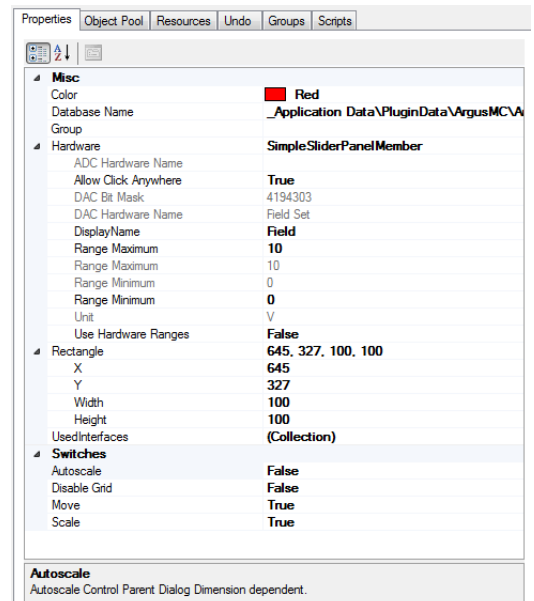 Properties Object Pool Resources Undo Groups Scripts
Misc
Color Red
Database Name _Application Data\PluginData\ArgusMC\A
Group
Hardware SimpleSliderPanelMember
ADC Hardware Name
Allow Click Anywhere True
DAC Bit Mask 4194303
DAC Hardware Name Field Set
DisplayName Field
Range Maximum 10
Range Maximum 10
Range Minimum 0
Range Minimum 0
Unit V
Use Hardware Ranges False
Rectangle 645, 327, 100, 100
X 645
Y 327
Width 100
Height 100
UsedInterfaces (Collection)
Switches
Autoscale False
Disable Grid False
Move True
Scale True
Autoscale
Autoscale Control Parent Dialog Dimension dependent.